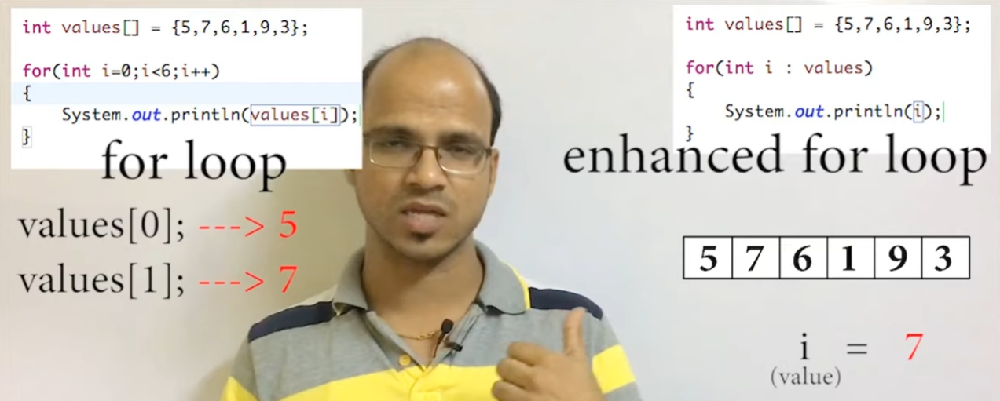 int values[] = {5,7,6,1,9,3};
for(int i=0;i<6;i++)
{
System.out.println(values[i]);
}
for loop
values[0]; ---> 5
values[1]; ---> 7
int values[] = {5,7,6,1,9,3};
for(int i : values)
{
System.out.println(i);
}
enhanced for loop
5 7 6 1 9 3
i = 7
(value)